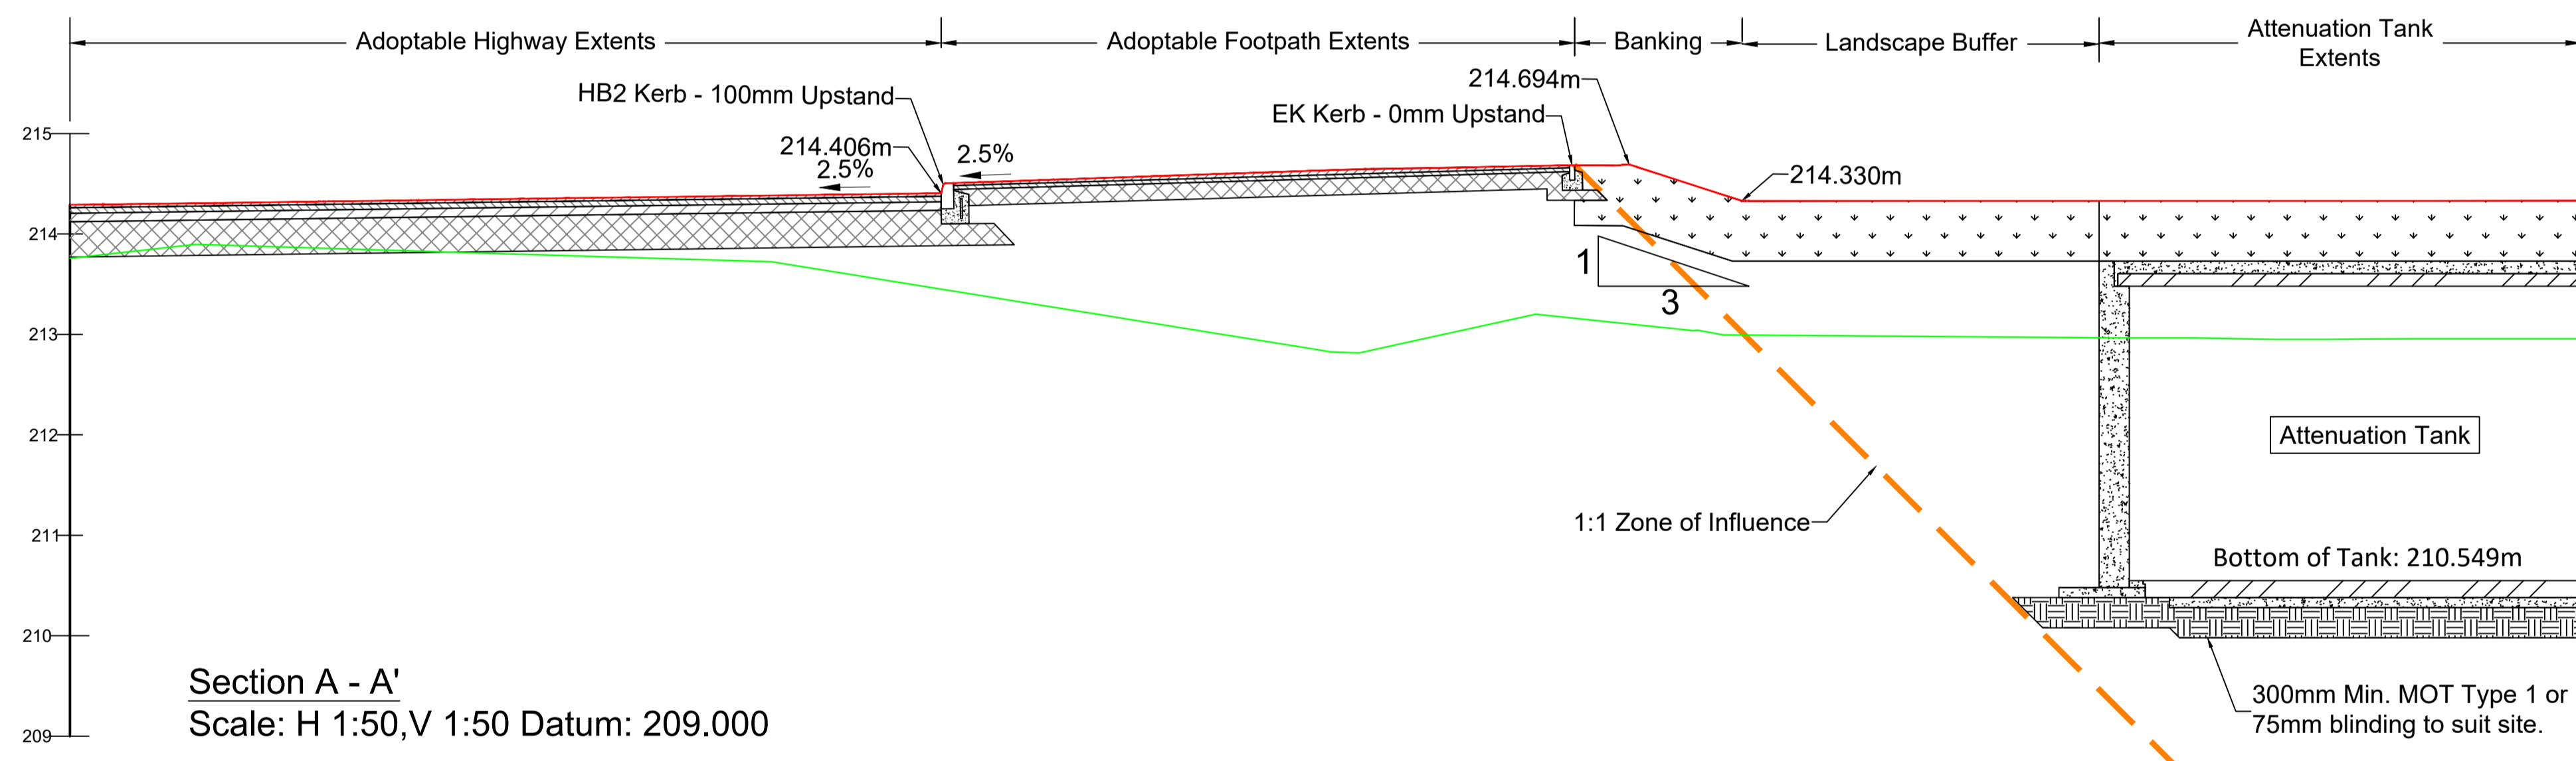 Adoptable Highway Extents
Adoptable Footpath Extents
Banking
Landscape Buffer
Attenuation Tank
Extents
HB2 Kerb - 100mm Upstand
214.694m
EK Kerb - 0mm Upstand
214.406m
2.5%
2.5%
214.330m
215
214
213
212
211
210
209
1
3
Attenuation Tank
1:1 Zone of Influence
Bottom of Tank: 210.549m
300mm Min. MOT Type 1 or
75mm blinding to suit site.
Section A - A'
Scale: H 1:50,V 1:50 Datum: 209.000